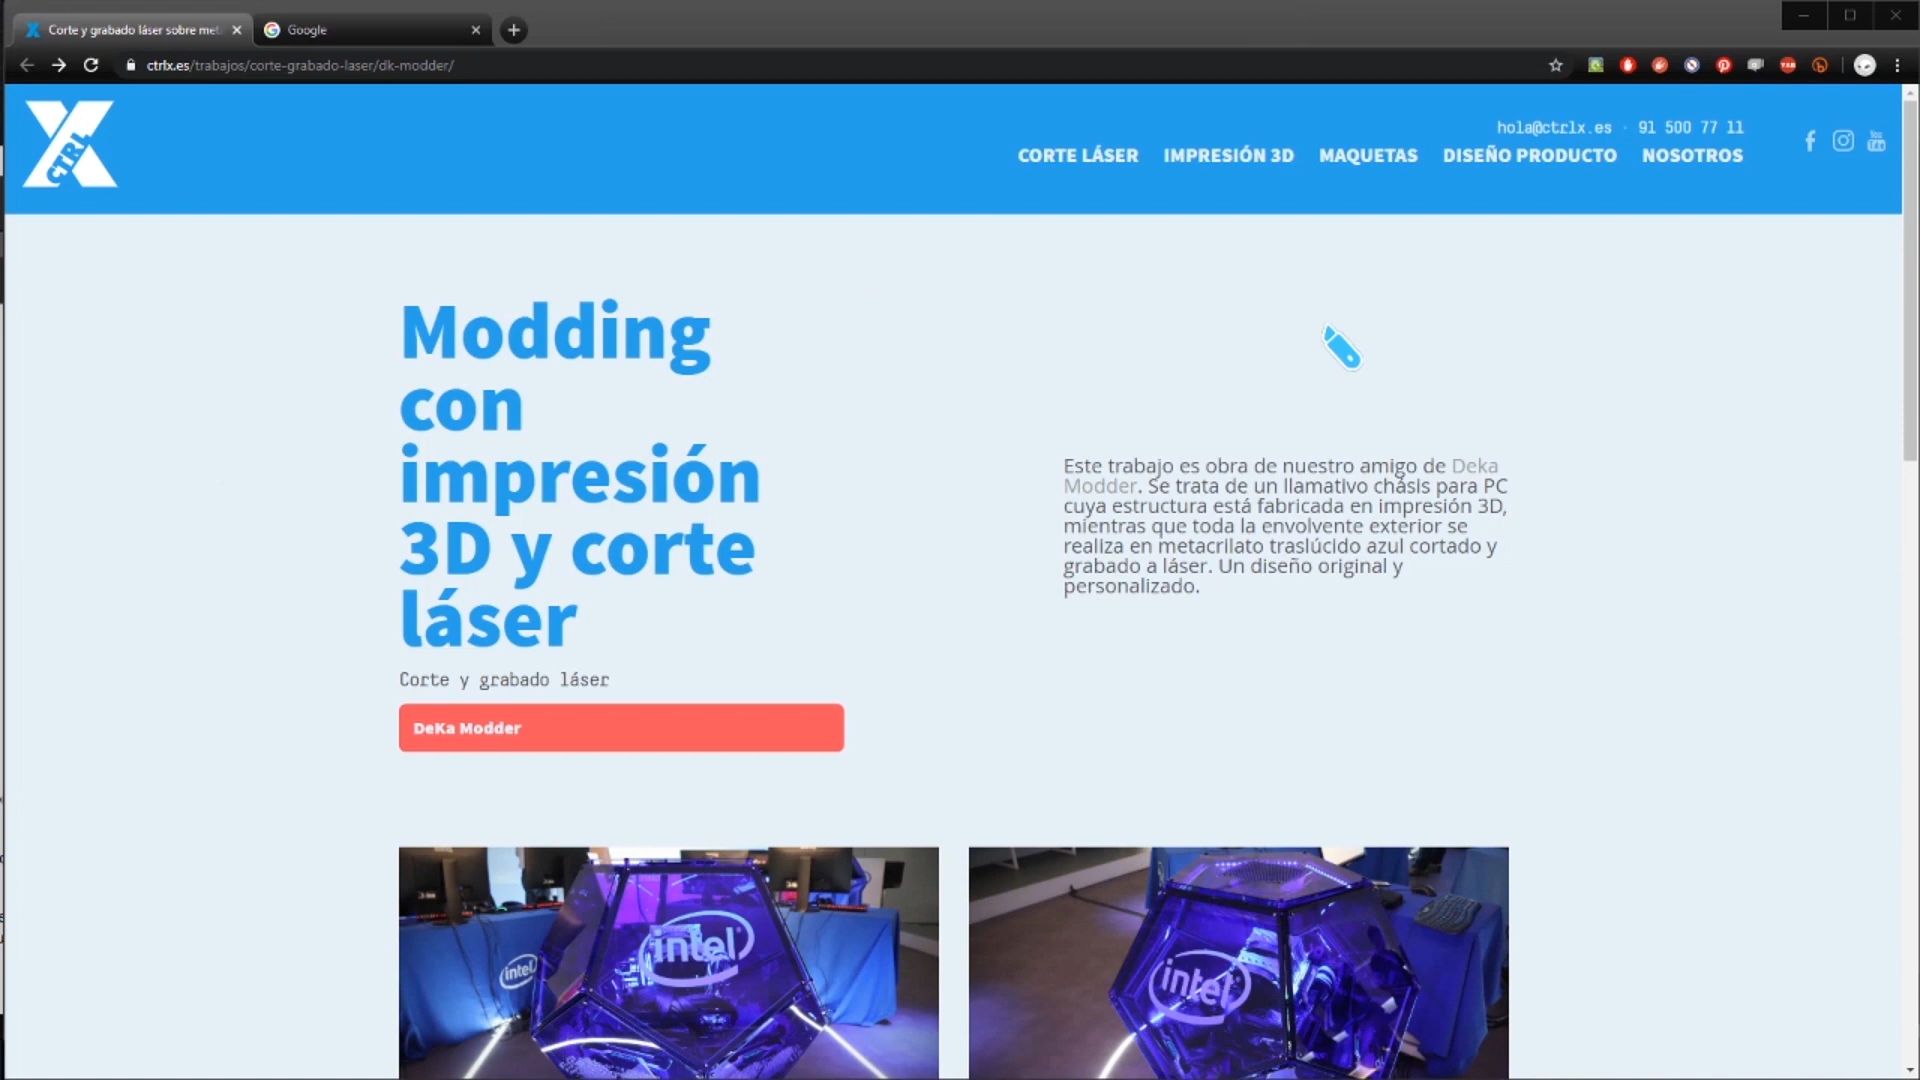 Corte y grabado láser sobre met
Google
ctrlx.es/trabajos/corte-grabado-laser/dk-modder/
CTRL
hola@ctrlx.es · 91 500 77 11
CORTE LÁSER IMPRESIÓN 3D MAQUETAS DISEÑO PRODUCTO NOSOTROS
You
Modding
con
impresión
3D y corte
láser
Este trabajo es obra de nuestro amigo de Deka
Modder. Se trata de un llamativo chásis para PC
cuya estructura está fabricada en impresión 3D,
mientras que toda la envolvente exterior se
realiza en metacrilato traslúcido azul cortado y
grabado a láser. Un diseño original y
personalizado.
Corte y grabado láser
DeKa Modder
intel
intel
intel